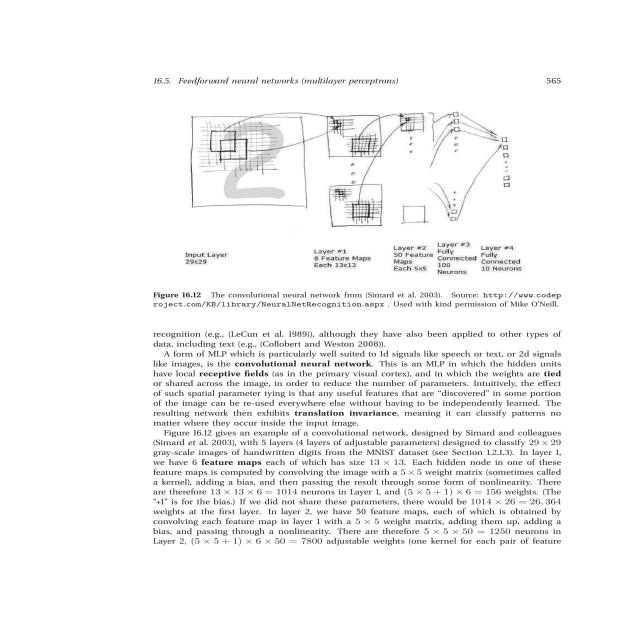 16.5. Feedforward neural networks (multilayer perceptrons) 565
2
Input Layer
29x29
Layer #1
6 Feature Maps
Each 13x13
Layer #2
50 Feature
Maps
Each 5x5
Layer #3
Fully
Connected
100
Neurons
Layer #4
Fully
Connected
10 Neurons
Figure 16.12 The convolutional neural network from (Simard et al. 2003). Source: http://www.codep
roject.com/KB/library/NeuralNetRecognition.aspx . Used with kind permission of Mike O'Neill.
recognition (e.g., (LeCun et al. 1989)), although they have also been applied to other types of
data, including text (e.g., (Collobert and Weston 2008)).
A form of MLP which is particularly well suited to 1d signals like speech or text, or 2d signals
like images, is the convolutional neural network. This is an MLP in which the hidden units
have local receptive fields (as in the primary visual cortex), and in which the weights are tied
or shared across the image, in order to reduce the number of parameters. Intuitively, the effect
of such spatial parameter tying is that any useful features that are "discovered" in some portion
of the image can be re-used everywhere else without having to be independently learned. The
resulting network then exhibits translation invariance, meaning it can classify patterns no
matter where they occur inside the input image.
Figure 16.12 gives an example of a convolutional network, designed by Simard and colleagues
(Simard et al. 2003), with 5 layers (4 layers of adjustable parameters) designed to classify 29 × 29
gray-scale images of handwritten digits from the MNIST dataset (see Section 1.2.1.3). In layer 1,
we have 6 feature maps each of which has size 13 × 13. Each hidden node in one of these
feature maps is computed by convolving the image with a 5 × 5 weight matrix (sometimes called
a kernel), adding a bias, and then passing the result through some form of nonlinearity. There
are therefore 13 × 13 × 6 = 1014 neurons in Layer 1, and (5 × 5 + 1) × 6 = 156 weights. (The
"+1" is for the bias.) If we did not share these parameters, there would be 1014 × 26 = 26, 364
weights at the first layer. In layer 2, we have 50 feature maps, each of which is obtained by
convolving each feature map in layer 1 with a 5 × 5 weight matrix, adding them up, adding a
bias, and passing through a nonlinearity. There are therefore 5 × 5 × 50 = 1250 neurons in
Layer 2, (5 × 5 + 1) × 6 × 50 = 7800 adjustable weights (one kernel for each pair of feature